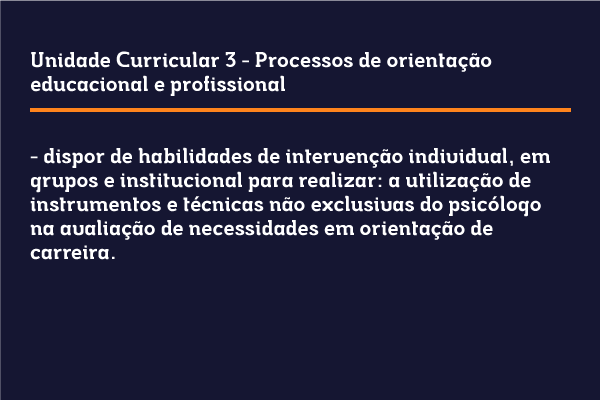 Unidade Curricular 3 - Processos de orientação
educacional e profissional
- dispor de habilidades de intervenção individual, em
grupos e institucional para realizar: a utilização de
instrumentos e técnicas não exclusivas do psicólogo
na avaliação de necessidades em orientação de
carreira.